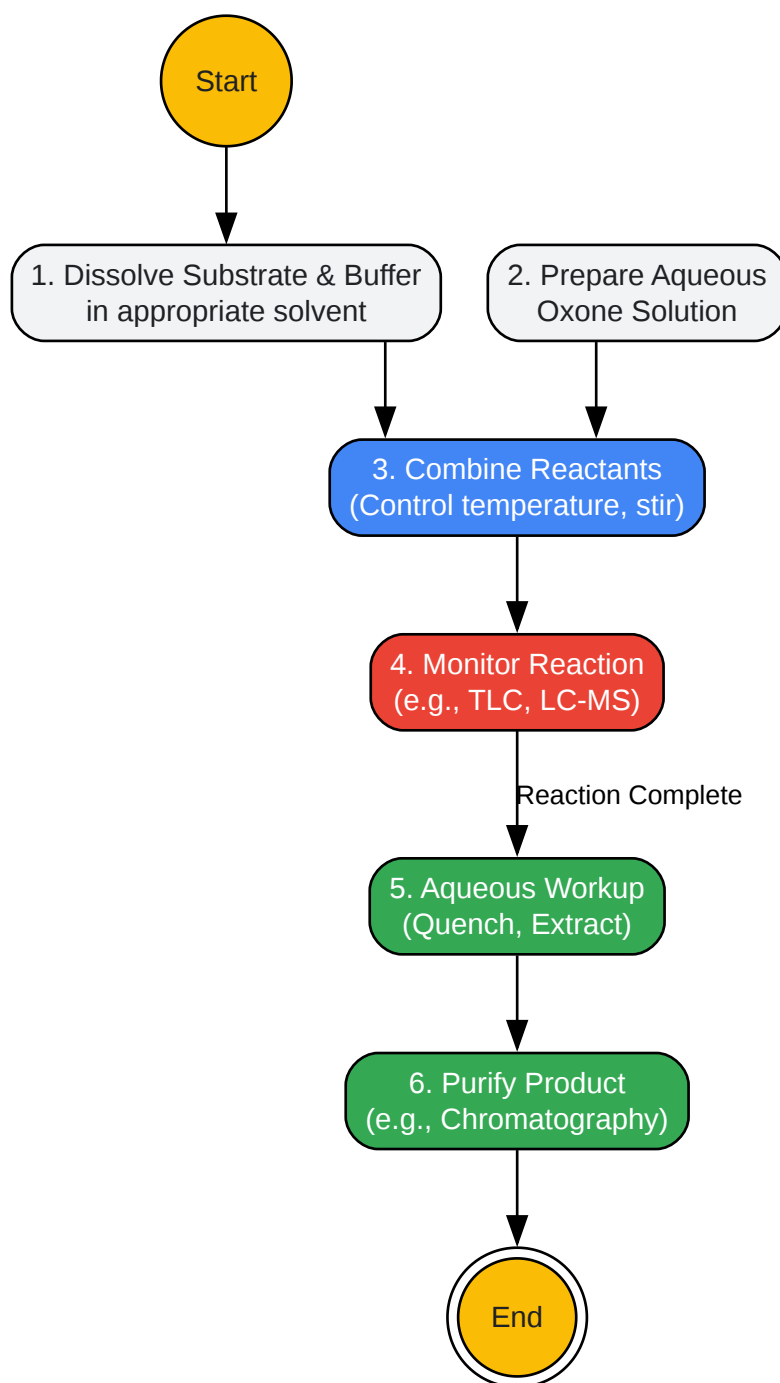 Start
1. Dissolve Substrate & Buffer
in appropriate solvent
2. Prepare Aqueous
Oxone Solution
3. Combine Reactants
(Control temperature, stir)
4. Monitor Reaction
(e.g., TLC, LC-MS)
Reaction Complete
5. Aqueous Workup
(Quench, Extract)
6. Purify Product
(e.g., Chromatography)
End